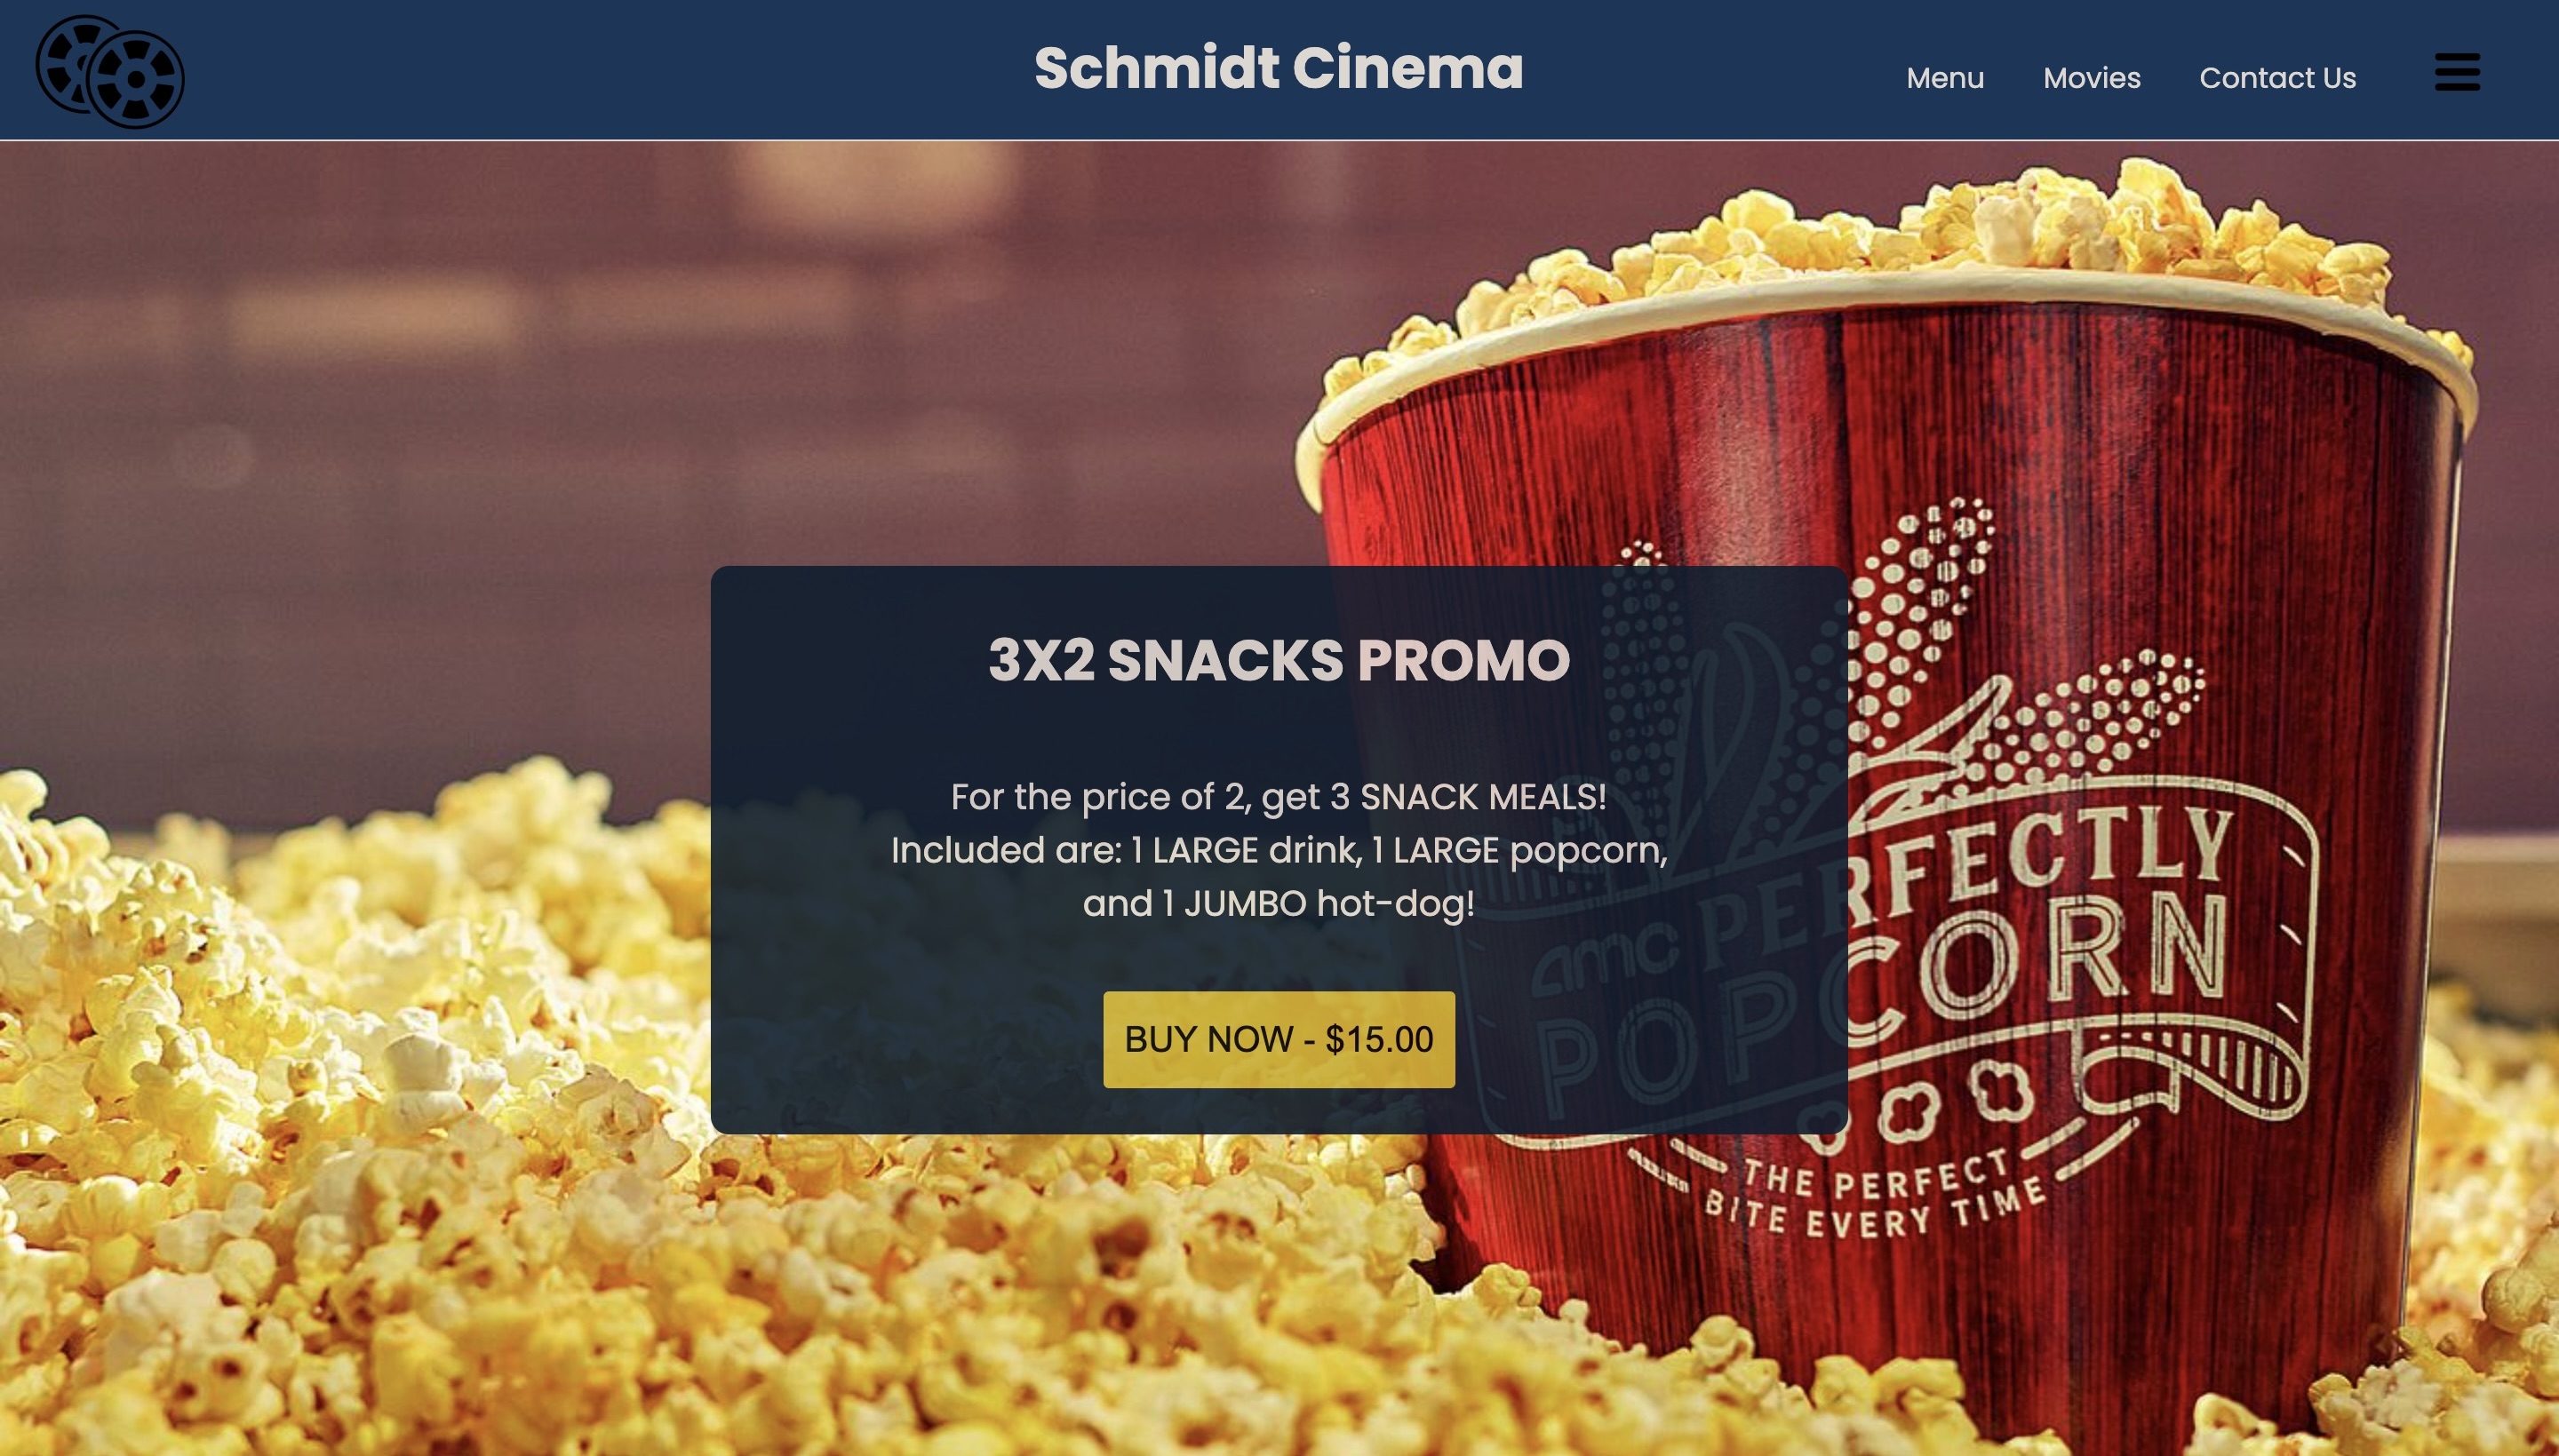 Schmidt Cinema
Menu
Movies
Contact Us
3X2 SNACKS PROMO
For the price of 2, get 3 SNACK MEALS!
Included are: 1 LARGE drink, 1 LARGE popcorn,
and 1 JUMBO hot-dog!
BUY NOW - $15.00
amc PERFECTLY
POPCORN
THE PERFECT
BITE EVERY TIME